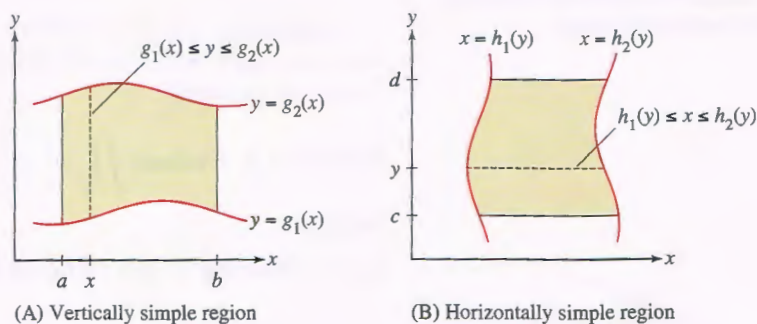 y
g₁(x) ≤ y ≤ g₂(x)
y = g₂(x)
y = g₁(x)
x
a x b
(A) Vertically simple region
y
x = h₁(y) x = h₂(y)
d
h₁(y) ≤ x ≤ h₂(y)
y
c
x
(B) Horizontally simple region